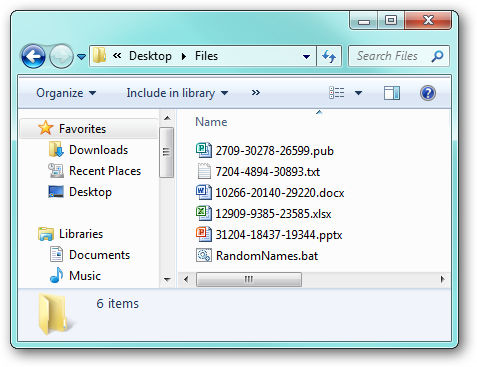 « Desktop ▸ Files
Search Files
Organize
Include in library
»
?
Favorites
Downloads
Recent Places
Desktop
Libraries
Documents
Music
Name
2709-30278-26599.pub
7204-4894-30893.txt
10266-20140-29220.docx
12909-9385-23585.xlsx
31204-18437-19344.pptx
RandomNames.bat
6 items